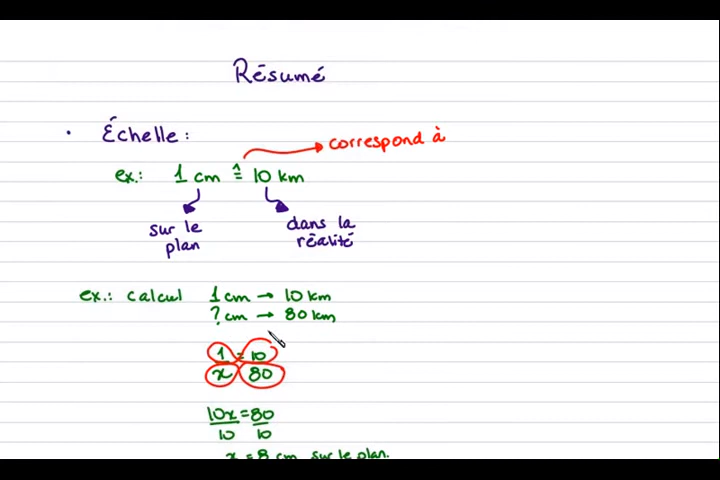 Résumé
• Échelle :
correspond à
ex.: 1 cm ≙ 10 km
sur le plan
dans la réalité
ex.: calcul 1 cm → 10 km
? cm → 80 km
1 = 10
x 80
10x = 80
10 10
x = 8 cm sur le plan.